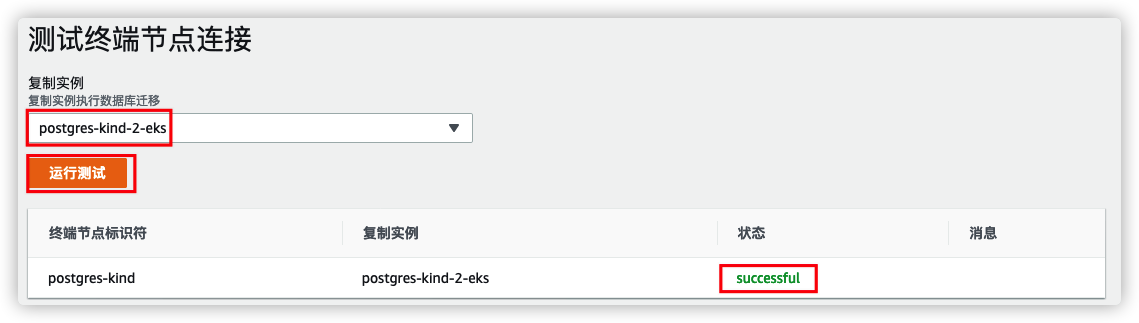 测试终端节点连接
复制实例
复制实例执行数据库迁移
postgres-kind-2-eks
运行测试
终端节点标识符 复制实例 状态 消息
postgres-kind postgres-kind-2-eks successful